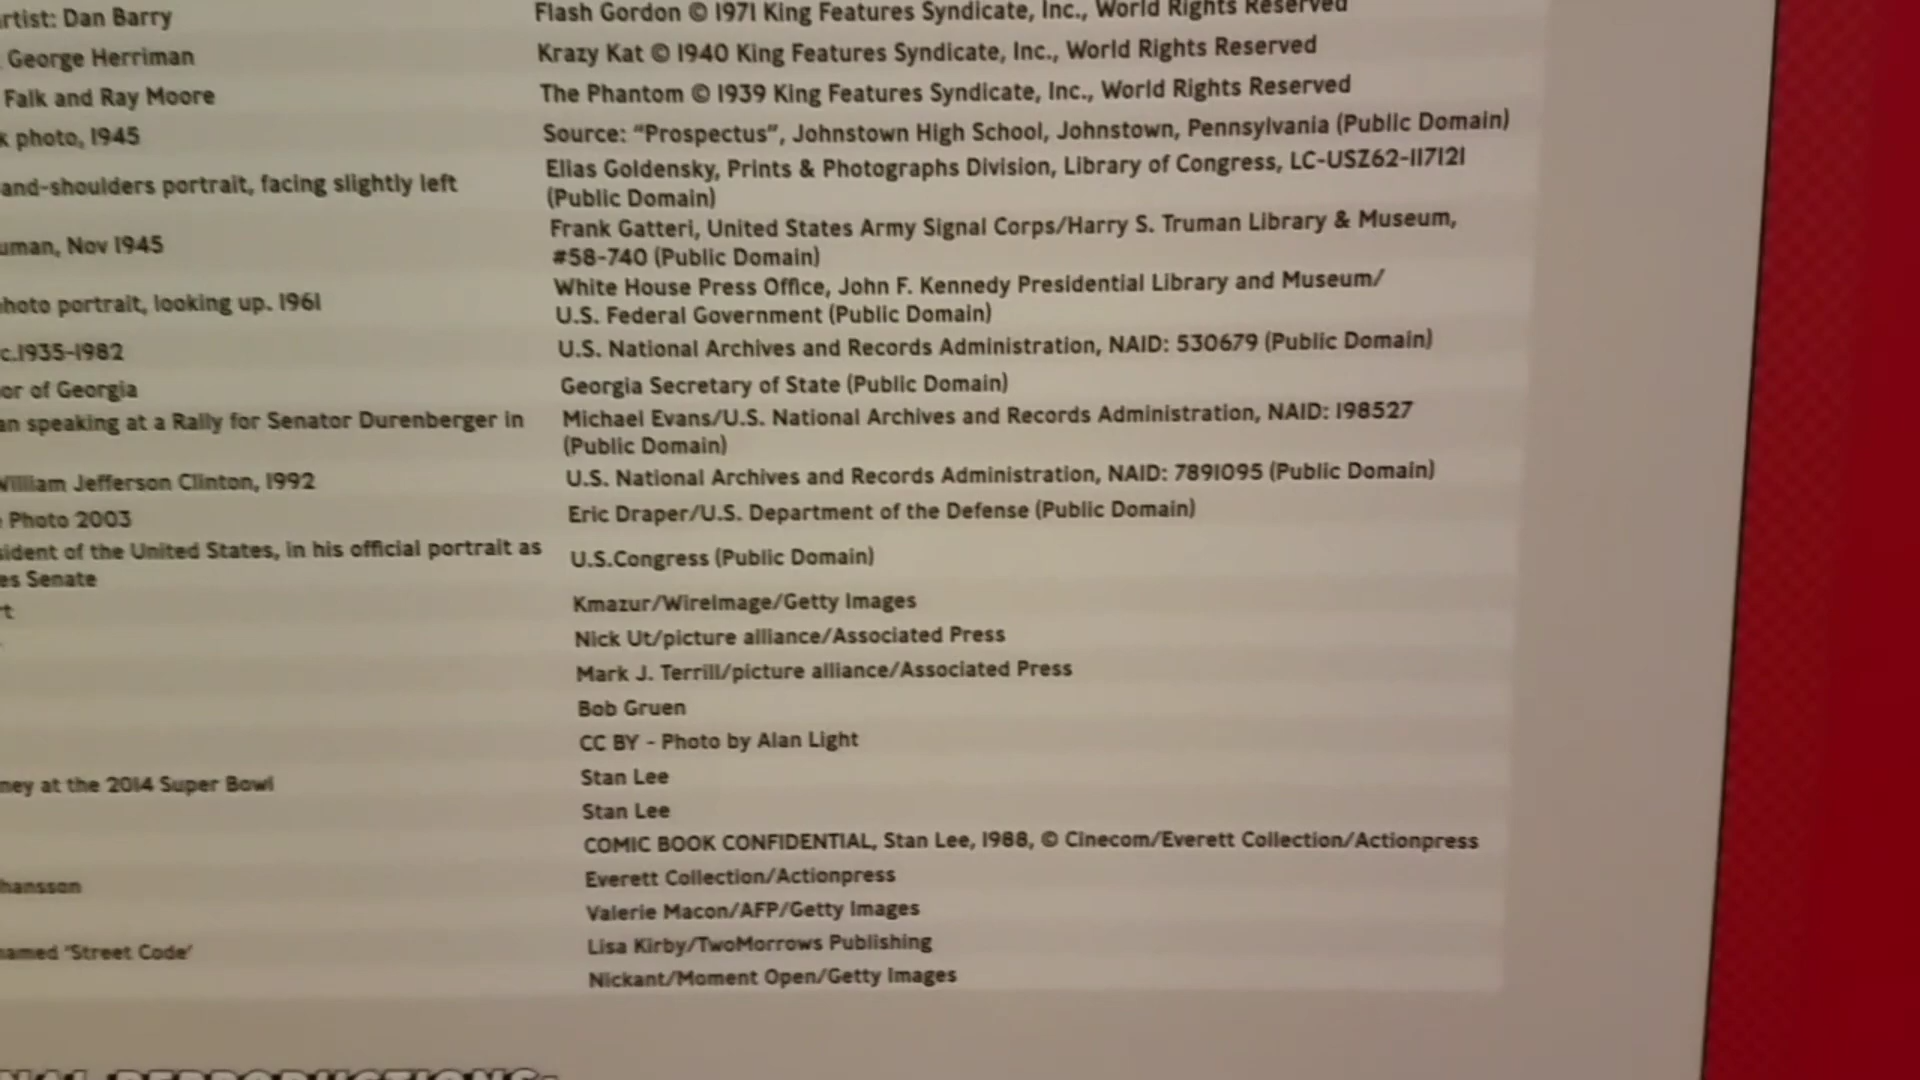 Artist: Dan Barry
Flash Gordon © 1971 King Features Syndicate, Inc., World Rights Reserved
George Herriman
Krazy Kat © 1940 King Features Syndicate, Inc., World Rights Reserved
Falk and Ray Moore
The Phantom © 1939 King Features Syndicate, Inc., World Rights Reserved
photo, 1945
Source: "Prospectus", Johnstown High School, Johnstown, Pennsylvania (Public Domain)
-and-shoulders portrait, facing slightly left
Elias Goldensky, Prints & Photographs Division, Library of Congress, LC-USZ62-117121
(Public Domain)
uman, Nov 1945
Frank Gatteri, United States Army Signal Corps/Harry S. Truman Library & Museum,
#58-740 (Public Domain)
photo portrait, looking up. 1961
White House Press Office, John F. Kennedy Presidential Library and Museum/
U.S. Federal Government (Public Domain)
c.1935-1982
U.S. National Archives and Records Administration, NAID: 530679 (Public Domain)
or of Georgia
Georgia Secretary of State (Public Domain)
an speaking at a Rally for Senator Durenberger in
Michael Evans/U.S. National Archives and Records Administration, NAID: 198527
(Public Domain)
William Jefferson Clinton, 1992
U.S. National Archives and Records Administration, NAID: 7891095 (Public Domain)
Photo 2003
Eric Draper/U.S. Department of the Defense (Public Domain)
sident of the United States, in his official portrait as
es Senate
U.S.Congress (Public Domain)
rt
Kmazur/WireImage/Getty Images
Nick Ut/picture alliance/Associated Press
Mark J. Terrill/picture alliance/Associated Press
Bob Gruen
CC BY - Photo by Alan Light
ney at the 2014 Super Bowl
Stan Lee
Stan Lee
COMIC BOOK CONFIDENTIAL, Stan Lee, 1988, © Cinecom/Everett Collection/Actionpress
hansson
Everett Collection/Actionpress
Valerie Macon/AFP/Getty Images
named 'Street Code'
Lisa Kirby/TwoMorrows Publishing
Nickant/Moment Open/Getty Images